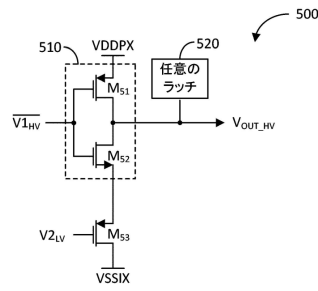 500
510
VDDPX
520
任意の
ラッチ
M51
V1HV
VOUT_HV
M52
V2LV
M53
VSSIX